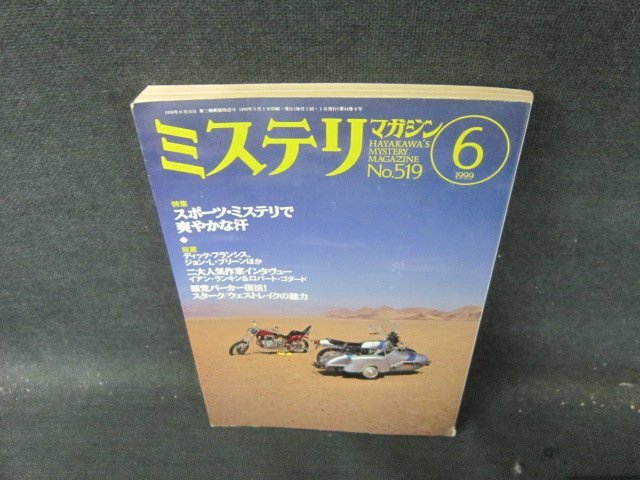 ミステリ
マガジン
HAYAKAWA'S
MYSTERY
MAGAZINE
No.519
6
1999
特集
スポーツ・ミステリで
爽やかな汗
短篇
ディック・フランシス、
ジョン・L・ブリーンほか
二大人気作家インタヴュー
イアン・ランキン&ロバート・ゴダード
悪党パーカー復活!
スターク/ウェストレイクの魅力